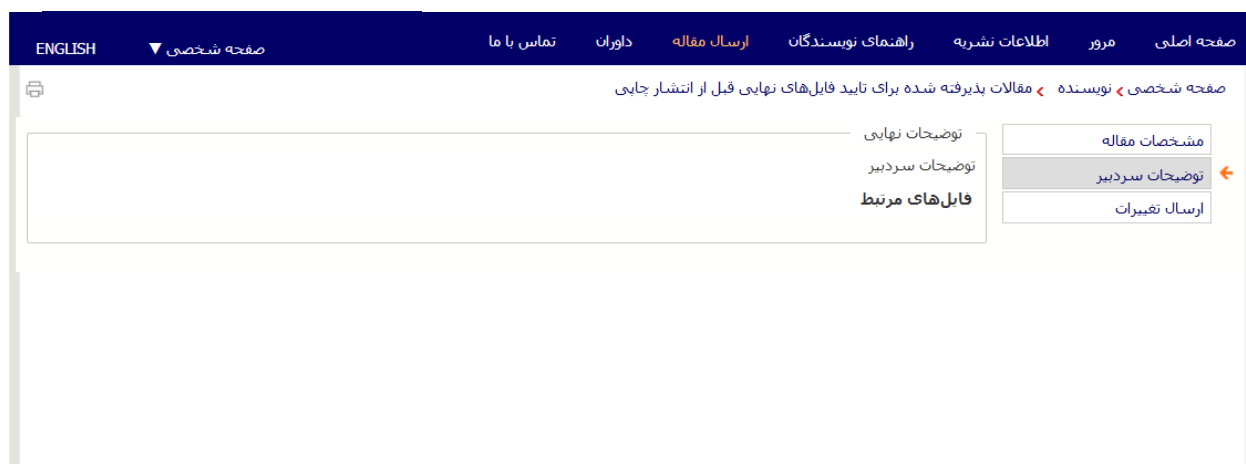 صفحه اصلی مرور اطلاعات نشریه راهنمای نویسندگان ارسال مقاله داوران تماس با ما صفحه شخصی ▼ ENGLISH
صفحه شخصی › نویسنده › مقالات پذیرفته شده برای تایید فایل‌های نهایی قبل از انتشار چاپی
مشخصات مقاله
توضیحات سردبیر
ارسال تغییرات
توضیحات نهایی
توضیحات سردبیر
فایل‌های مرتبط